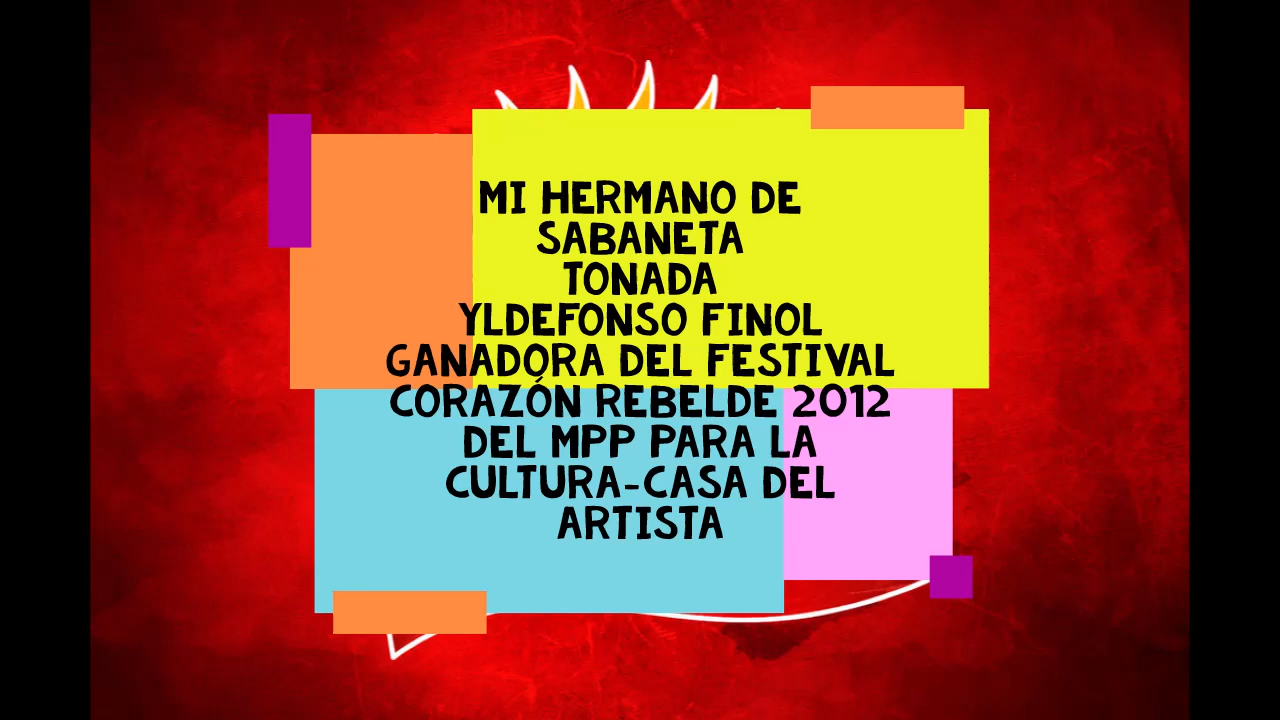 MI HERMANO DE
SABANETA
TONADA
YLDEFONSO FINOL
GANADORA DEL FESTIVAL
CORAZÓN REBELDE 2012
DEL MPP PARA LA
CULTURA-CASA DEL
ARTISTA